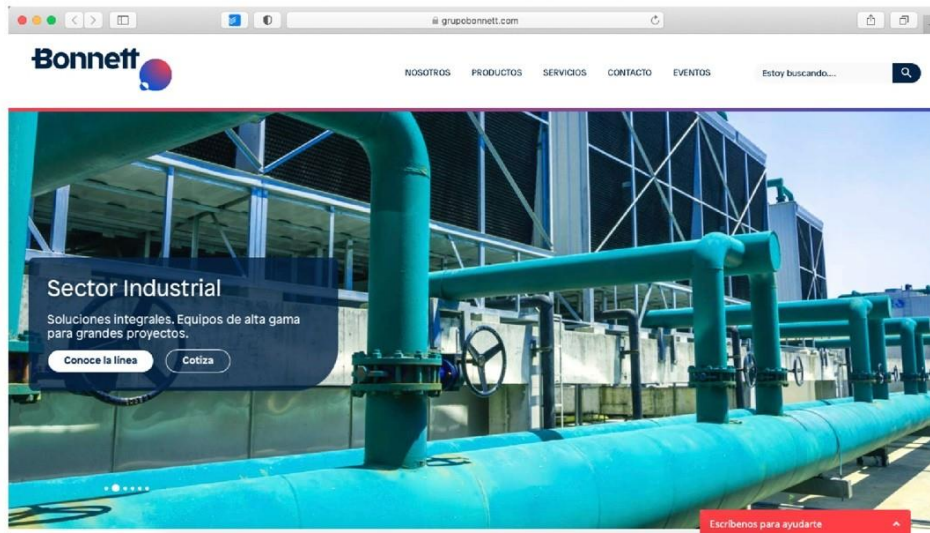 grupobonnett.com
Bonnett
NOSOTROS PRODUCTOS SERVICIOS CONTACTO EVENTOS Estoy buscando....
Sector Industrial
Soluciones integrales. Equipos de alta gama
para grandes proyectos.
Conoce la línea Cotiza
Escríbenos para ayudarte